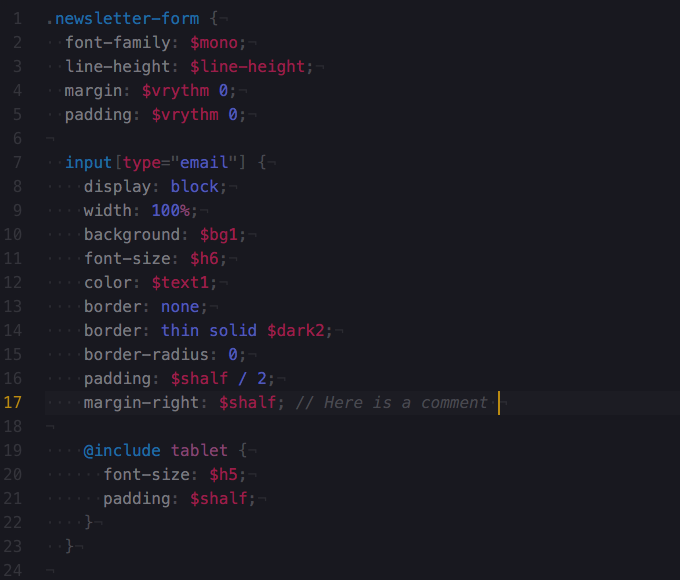 1 .newsletter-form {¬
2 ··font-family: $mono;¬
3 ··line-height: $line-height;¬
4 ··margin: $vrythm 0;¬
5 ··padding: $vrythm 0;¬
6 ¬
7 ··input[type="email"] {¬
8 ····display: block;¬
9 ····width: 100%;¬
10 ····background: $bg1;¬
11 ····font-size: $h6;¬
12 ····color: $text1;¬
13 ····border: none;¬
14 ····border: thin solid $dark2;¬
15 ····border-radius: 0;¬
16 ····padding: $shalf / 2;¬
17 ····margin-right: $shalf; // Here is a comment·¬
18 ¬
19 ····@include tablet {¬
20 ······font-size: $h5;¬
21 ······padding: $shalf;¬
22 ····}¬
23 ··}¬
24 ¬